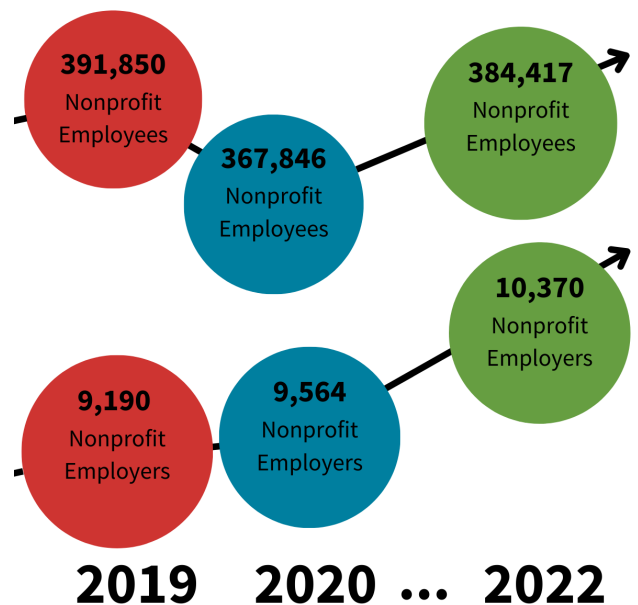 391,850
Nonprofit
Employees
367,846
Nonprofit
Employees
384,417
Nonprofit
Employees
9,190
Nonprofit
Employers
9,564
Nonprofit
Employers
10,370
Nonprofit
Employers
2019 2020 ... 2022